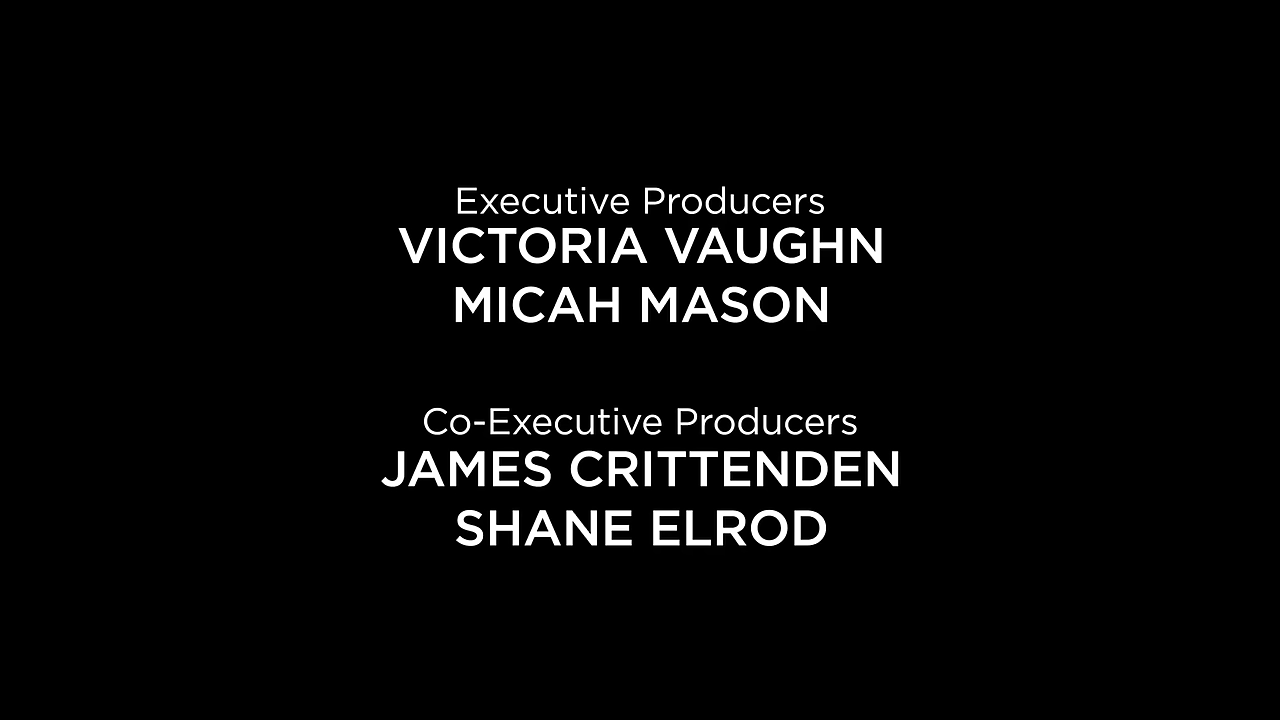 Executive Producers
VICTORIA VAUGHN
MICAH MASON
Co-Executive Producers
JAMES CRITTENDEN
SHANE ELROD